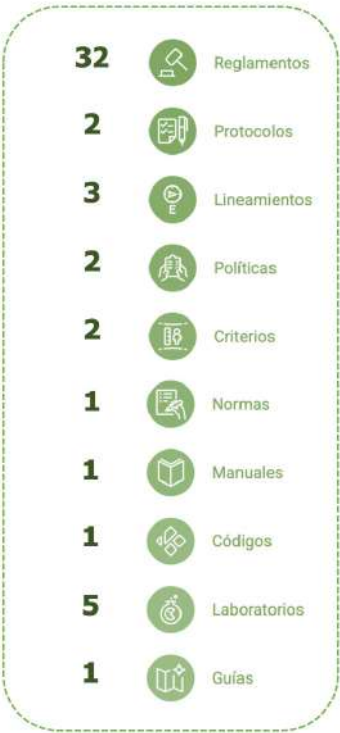 32 Reglamentos
2 Protocolos
3 Lineamientos
E
2 Políticas
2 Criterios
1 Normas
1 Manuales
1 Códigos
5 Laboratorios
1 Guías